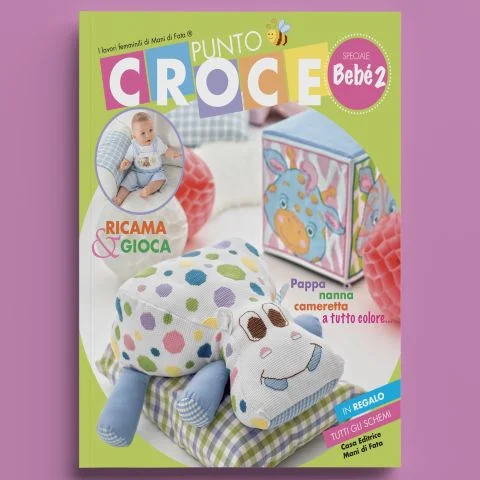 I lavori femminili di Mani di Fata ®
PUNTO
CROCE
SPECIALE
Bebé 2
RICAMA
& GIOCA
Pappa
nanna
cameretta
a tutto colore...
IN REGALO
TUTTI GLI SCHEMI
Casa Editrice
Mani di Fata